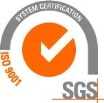 SYSTEM CERTIFICATION
ISO 9001
SGS